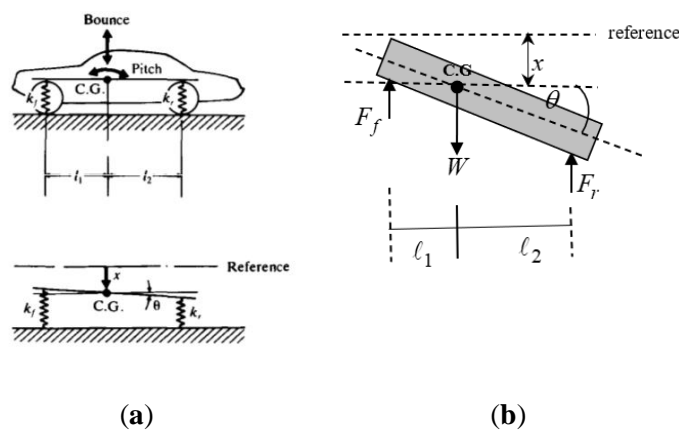 Bounce
Pitch
C.G.
k_f
k_r
l_1
l_2
Reference
x
C.G.
θ
k_f
k_r
(a)
reference
x
C.G
θ
F_f
W
F_r
ℓ_1
ℓ_2
(b)